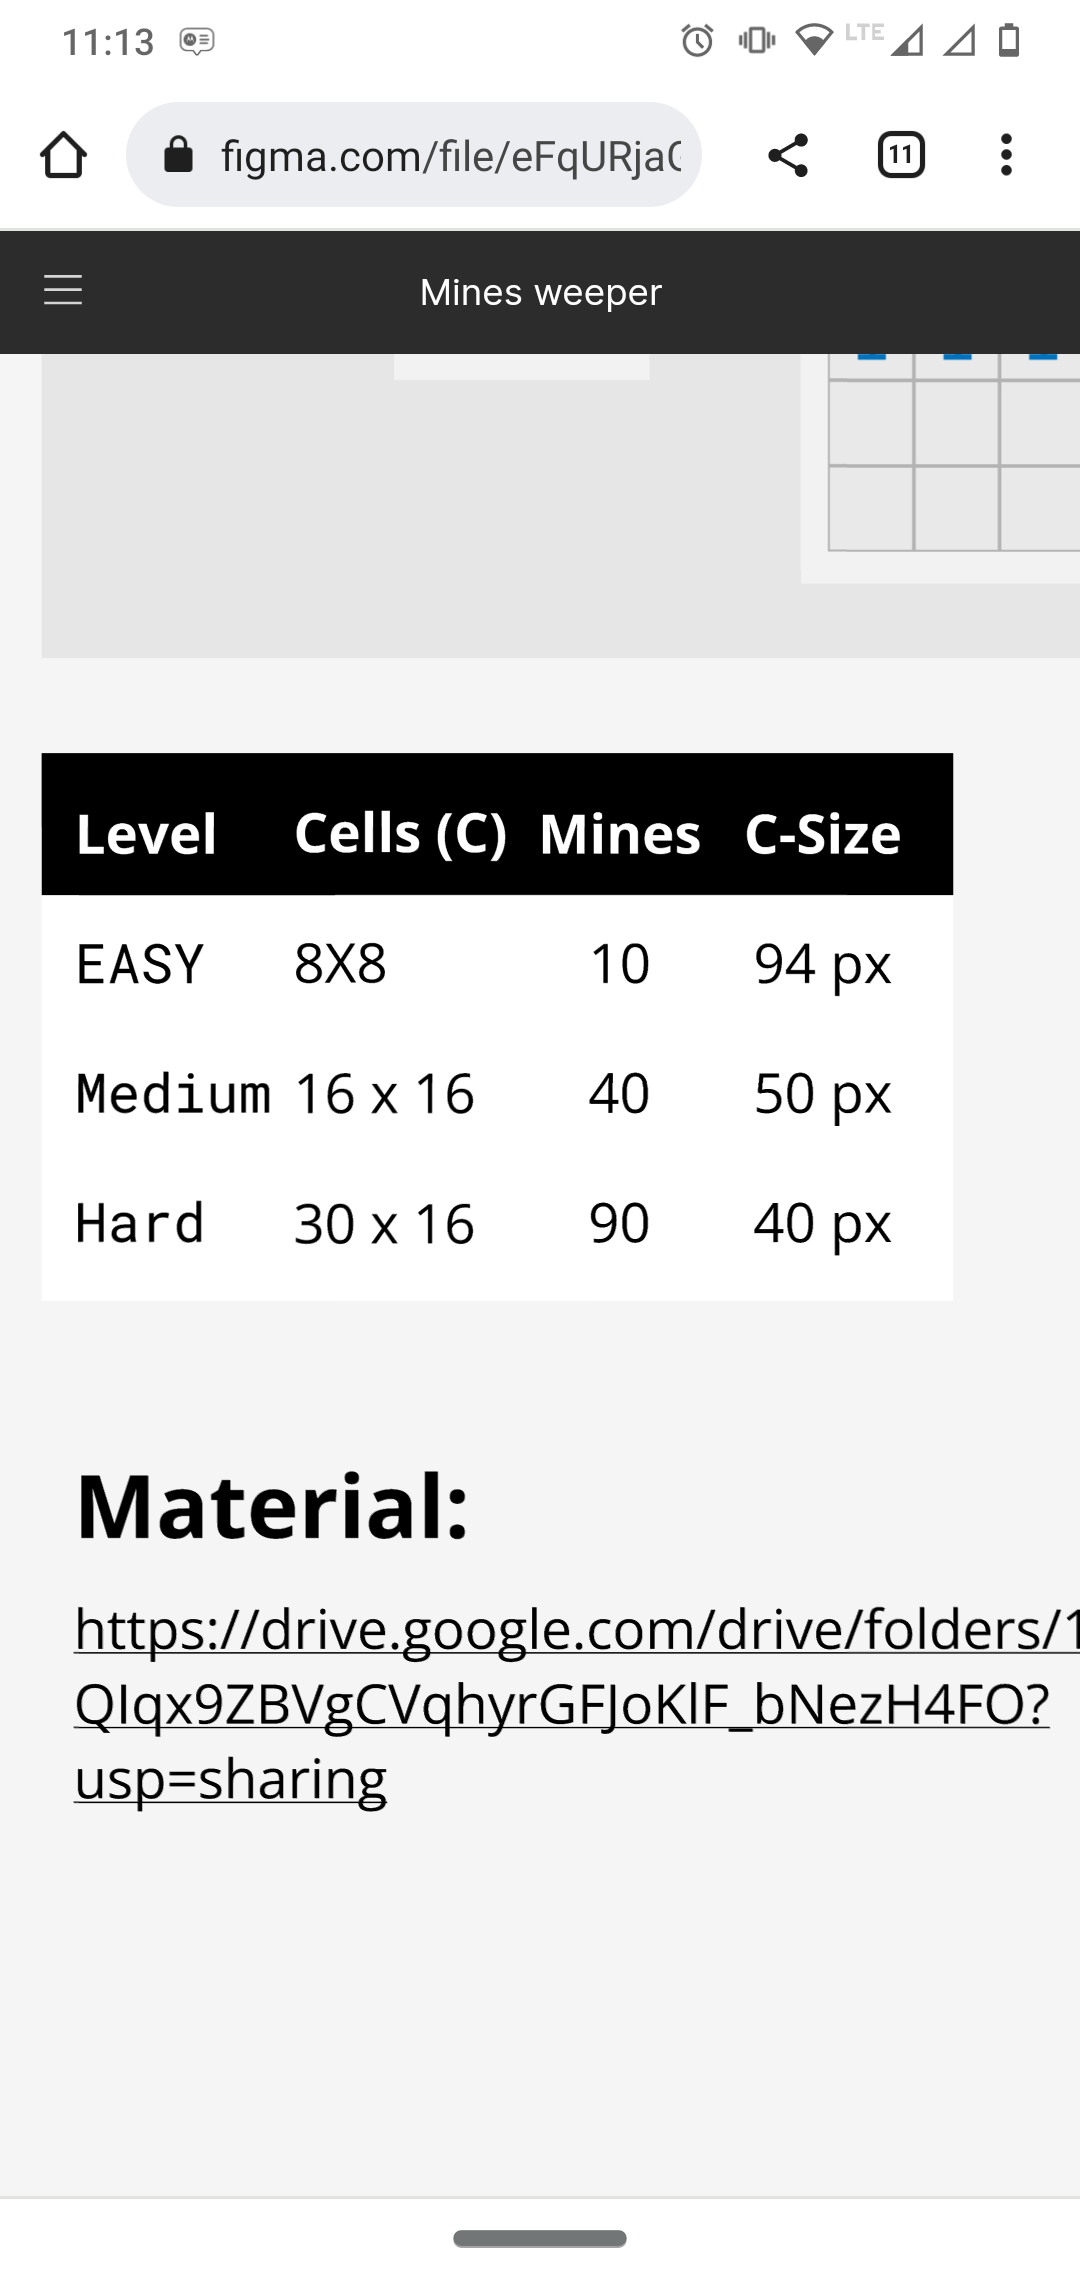 11:13
LTE
figma.com/file/eFqURja
11
Mines weeper
Level Cells (C) Mines C-Size
EASY 8X8 10 94 px
Medium 16 x 16 40 50 px
Hard 30 x 16 90 40 px
Material:
https://drive.google.com/drive/folders/1
QIqx9ZBVgCVqhyrGFJoKlF_bNezH4FO?
usp=sharing